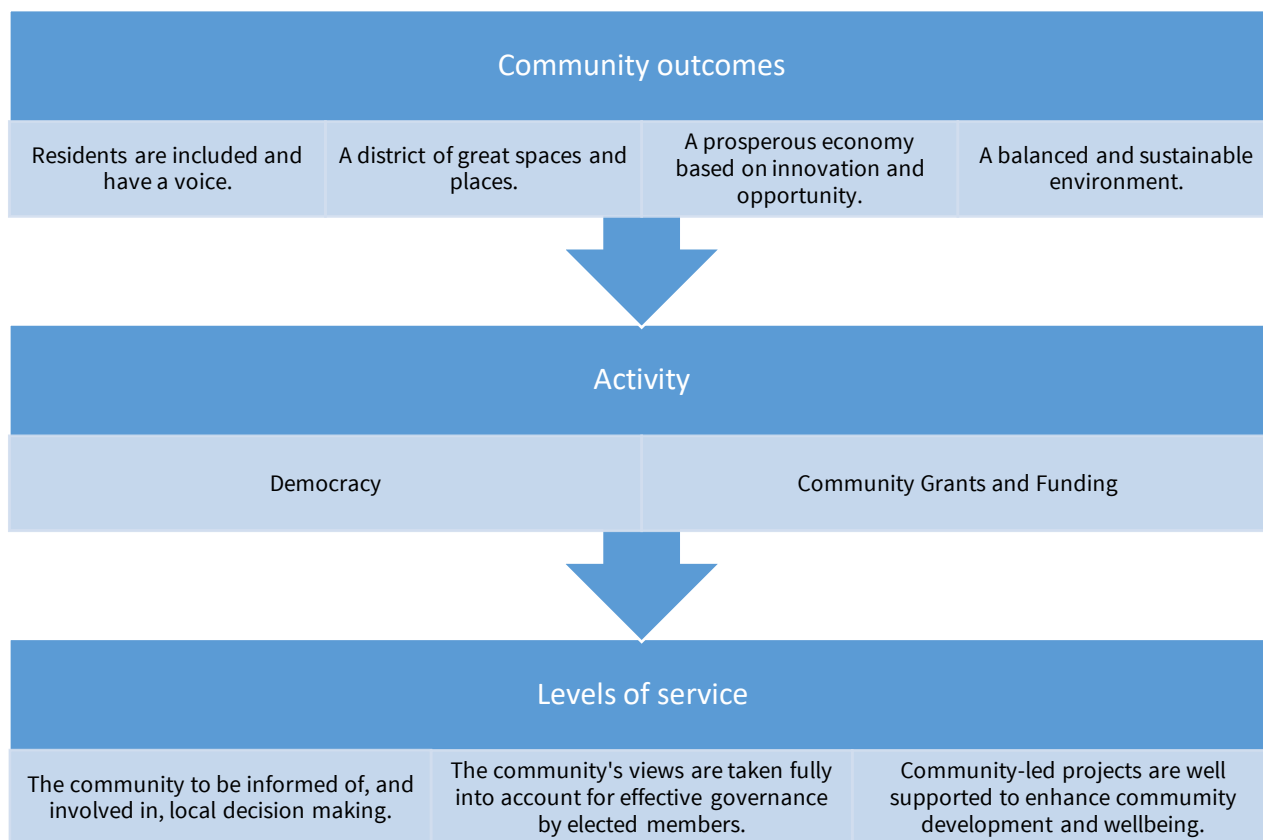 Community outcomes
Residents are included and
have a voice.
A district of great spaces and
places.
A prosperous economy
based on innovation and
opportunity.
A balanced and sustainable
environment.
Activity
Democracy
Community Grants and Funding
Levels of service
The community to be informed of, and
involved in, local decision making.
The community's views are taken fully
into account for effective governance
by elected members.
Community-led projects are well
supported to enhance commumity
development and wellbeing.